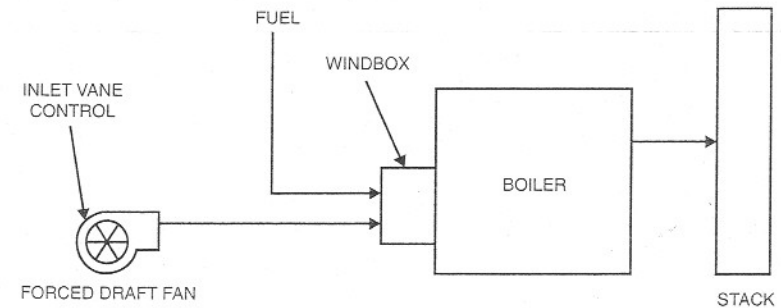 FUEL
WINDBOX
INLET VANE
CONTROL
BOILER
FORCED DRAFT FAN
STACK